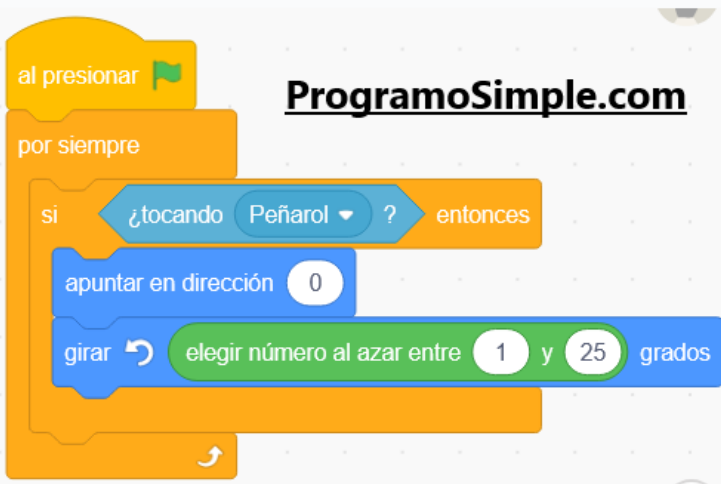 al presionar
ProgramoSimple.com
por siempre
si ¿tocando Peñarol ? entonces
apuntar en dirección 0
girar elegir número al azar entre 1 y 25 grados